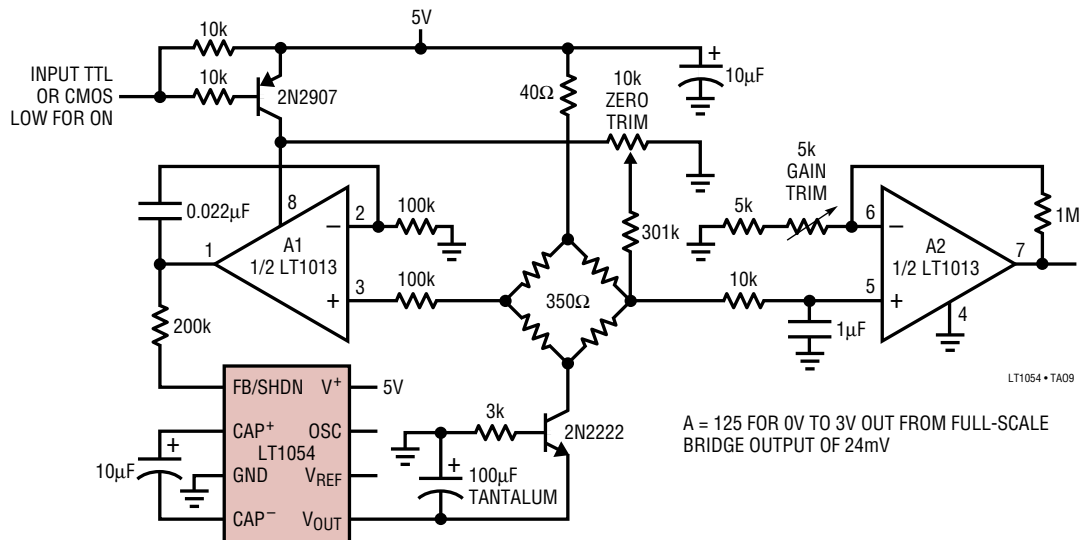 5V
10k
10k
INPUT TTL
OR CMOS
LOW FOR ON
2N2907
40Ω
10k
ZERO
TRIM
+
10µF
5k
GAIN
TRIM
0.022µF
8
2
100k
−
1
A1
1/2 LT1013
+
3
100k
200k
301k
350Ω
5k
6
−
1M
A2
1/2 LT1013
7
10k
5
+
4
1µF
LT1054 • TA09
FB/SHDN
V+
5V
CAP+
OSC
LT1054
GND
VREF
CAP−
VOUT
+
10µF
3k
2N2222
+
100µF
TANTALUM
A = 125 FOR 0V TO 3V OUT FROM FULL-SCALE
BRIDGE OUTPUT OF 24mV